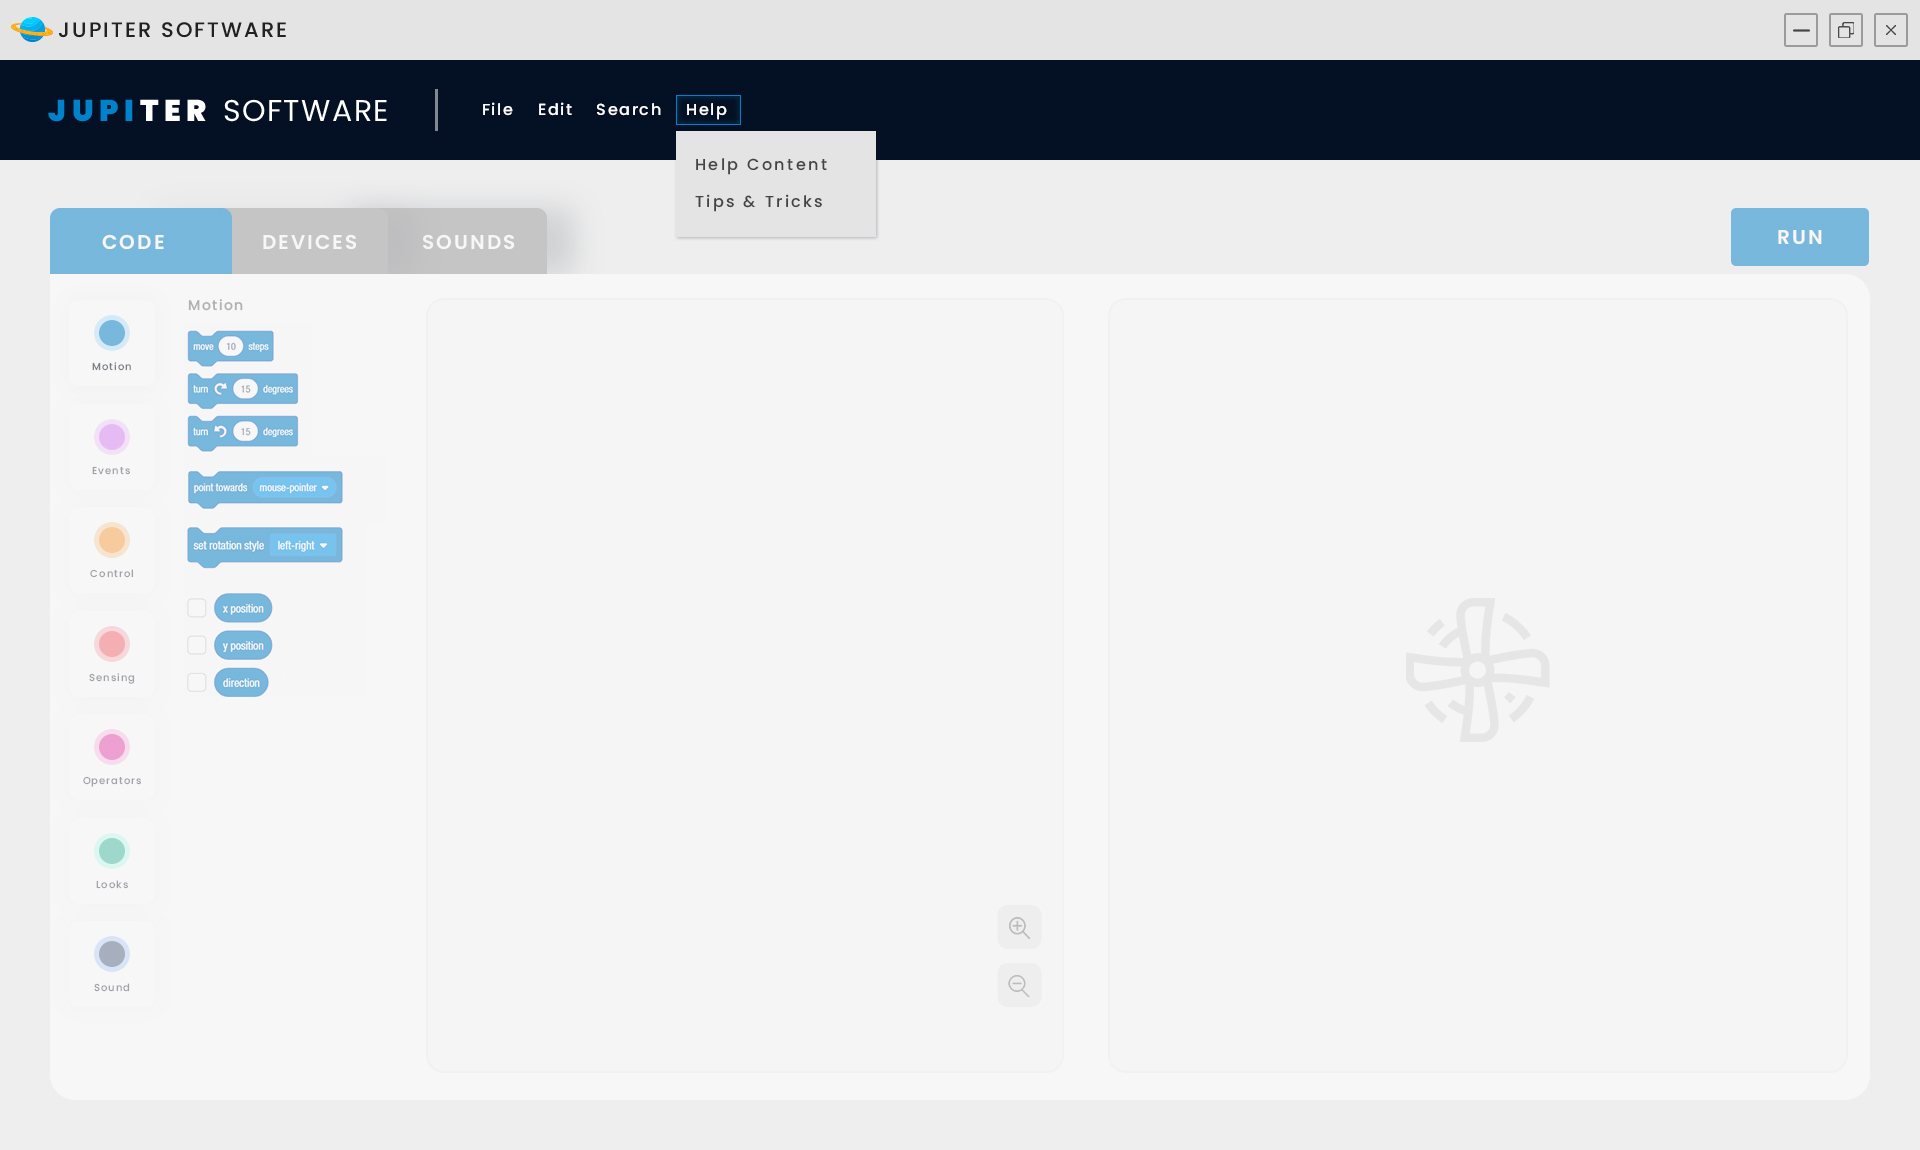 JUPITER SOFTWARE
JUPITER SOFTWARE
File Edit Search Help
Help Content
Tips & Tricks
CODE DEVICES SOUNDS
RUN
Motion
Events
Control
Sensing
Operators
Looks
Sound
Motion
move 10 steps
turn 15 degrees
turn 15 degrees
point towards mouse-pointer
set rotation style left-right
x position
y position
direction